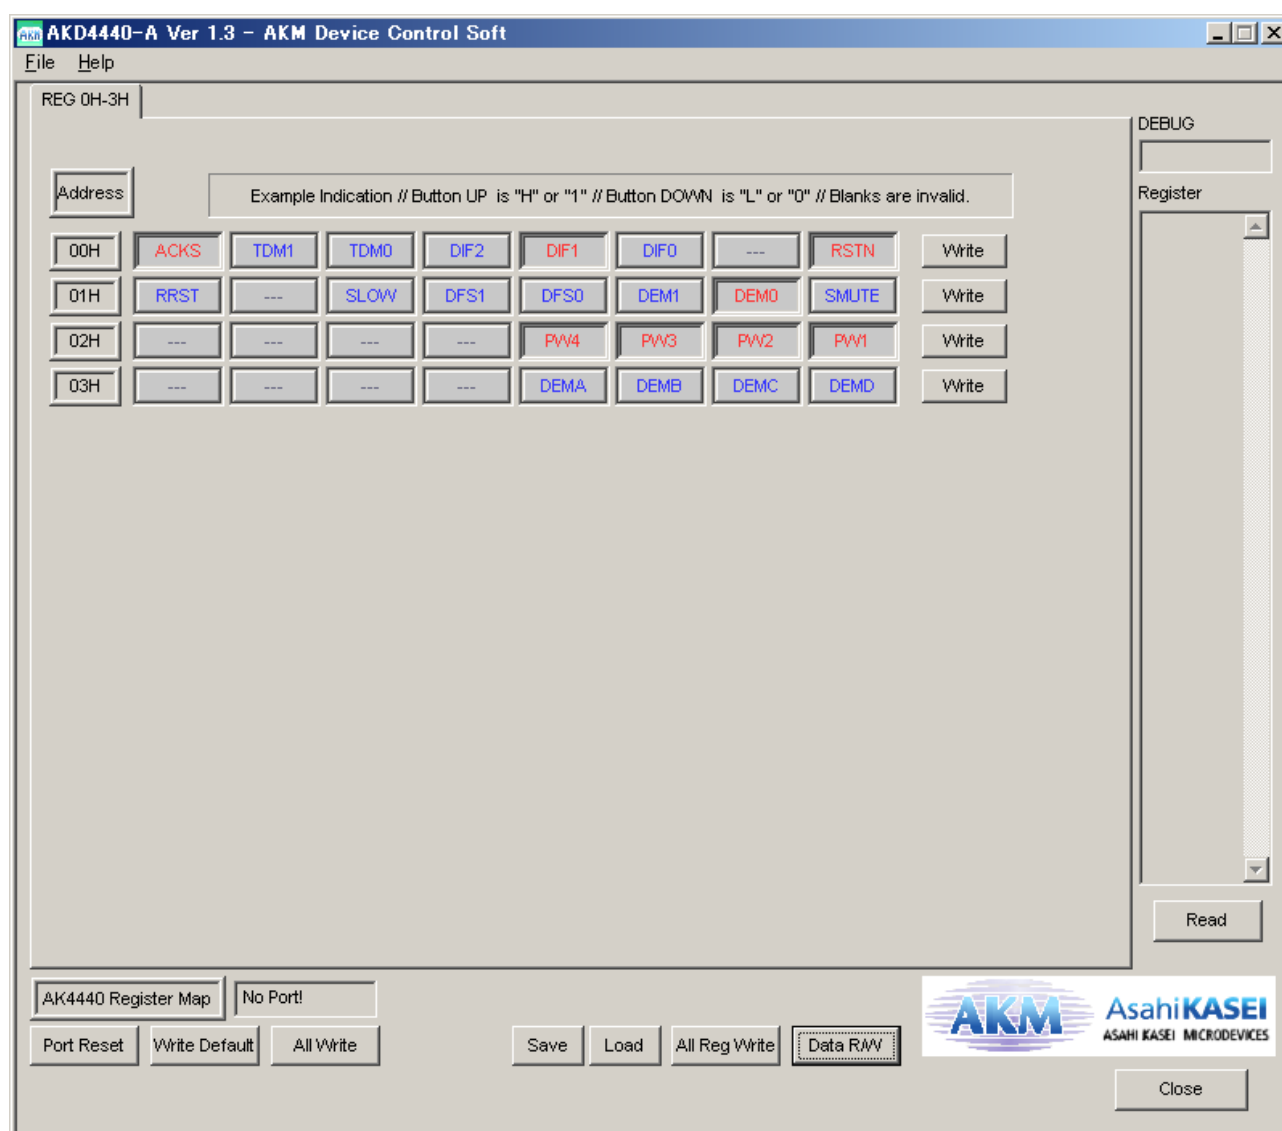 AKM AKD4440-A Ver 1.3 - AKM Device Control Soft
File Help
REG 0H-3H
DEBUG
Address
Example Indication // Button UP is "H" or "1" // Button DOWN is "L" or "0" // Blanks are invalid.
Register
00H ACKS TDM1 TDM0 DIF2 DIF1 DIF0 --- RSTN Write
01H RRST --- SLOW DFS1 DFS0 DEM1 DEM0 SMUTE Write
02H --- --- --- --- PW4 PW3 PW2 PW1 Write
03H --- --- --- --- DEMA DEMB DEMC DEMD Write
Read
AK4440 Register Map No Port!
AKM AsahiKASEI
ASAHI KASEI MICRODEVICES
Port Reset Write Default All Write Save Load All Reg Write Data R/W
Close